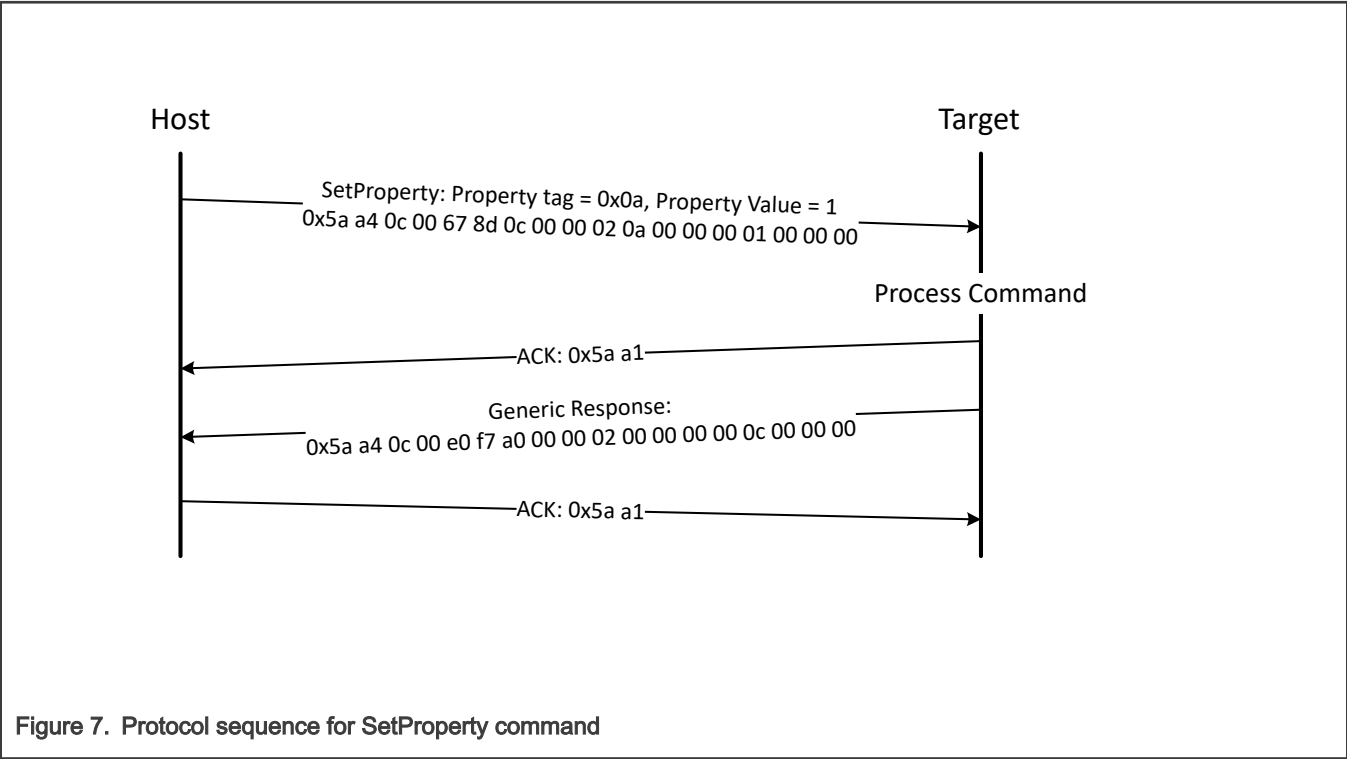 Host
Target
SetProperty: Property tag = 0x0a, Property Value = 1
0x5a a4 0c 00 67 8d 0c 00 00 02 0a 00 00 00 01 00 00 00
Process Command
ACK: 0x5a a1
Generic Response:
0x5a a4 0c 00 e0 f7 a0 00 00 02 00 00 00 00 0c 00 00 00
ACK: 0x5a a1
Figure 7. Protocol sequence for SetProperty command